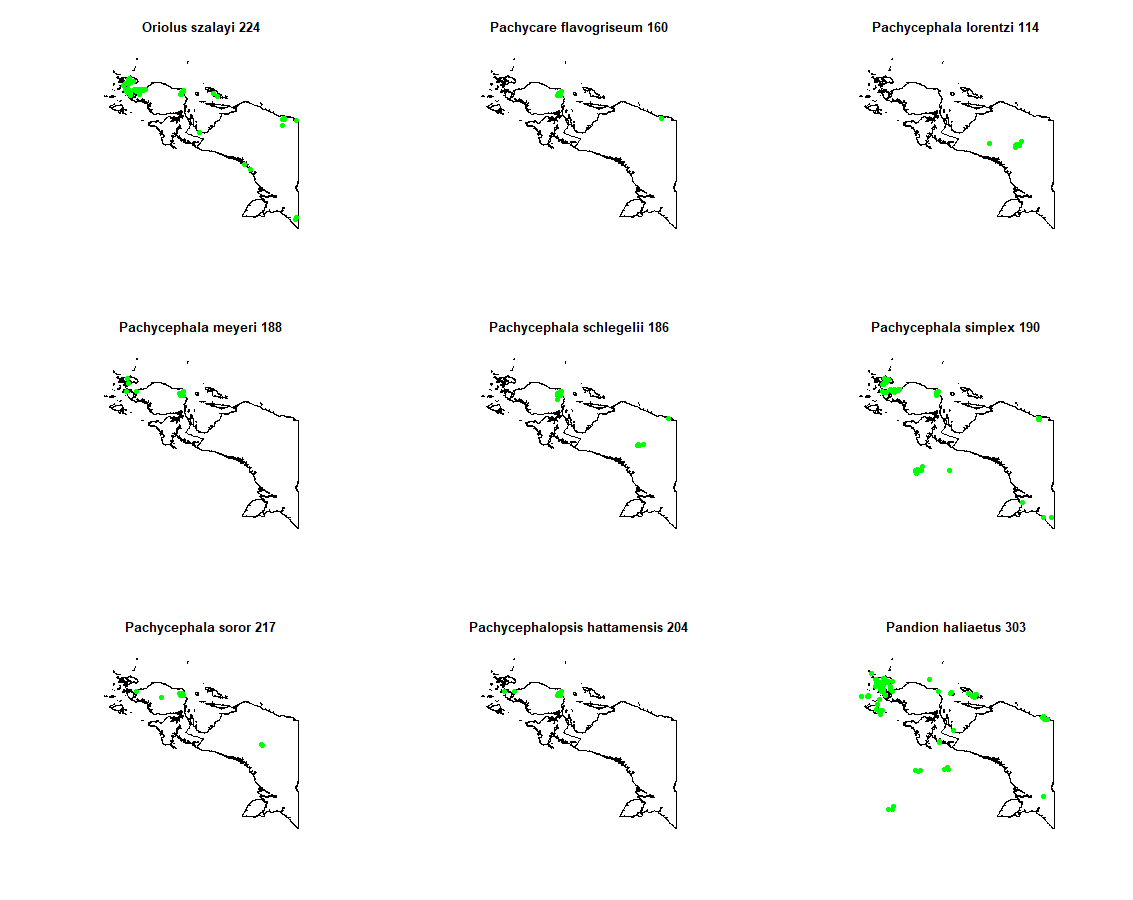 Oriolus szalayi 224
Pachycare flavogriseum 160
Pachycephala lorentzi 114
Pachycephala meyeri 188
Pachycephala schlegelii 186
Pachycephala simplex 190
Pachycephala soror 217
Pachycephalopsis hattamensis 204
Pandion haliaetus 303